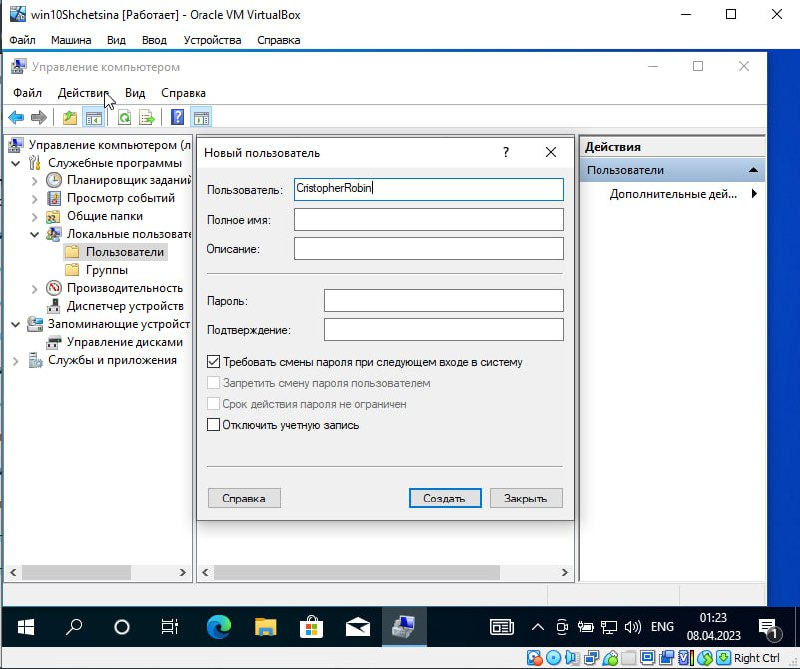 win10Shchetsina [Работает] - Oracle VM VirtualBox
Файл Машина Вид Ввод Устройства Справка
Управление компьютером
Файл Действие Вид Справка
Управление компьютером (л
Служебные программы
Планировщик заданий
Просмотр событий
Общие папки
Локальные пользовате
Пользователи
Группы
Производительность
Диспетчер устройств
Запоминающие устройст
Управление дисками
Службы и приложения
Новый пользователь ?
Пользователь: CristopherRobin
Полное имя:
Описание:
Пароль:
Подтверждение:
Требовать смены пароля при следующем входе в систему
Запретить смену пароля пользователем
Срок действия пароля не ограничен
Отключить учетную запись
Справка Создать Закрыть
Действия
Пользователи
Дополнительные дей...
ENG
01:23
08.04.2023
1
Right Ctrl